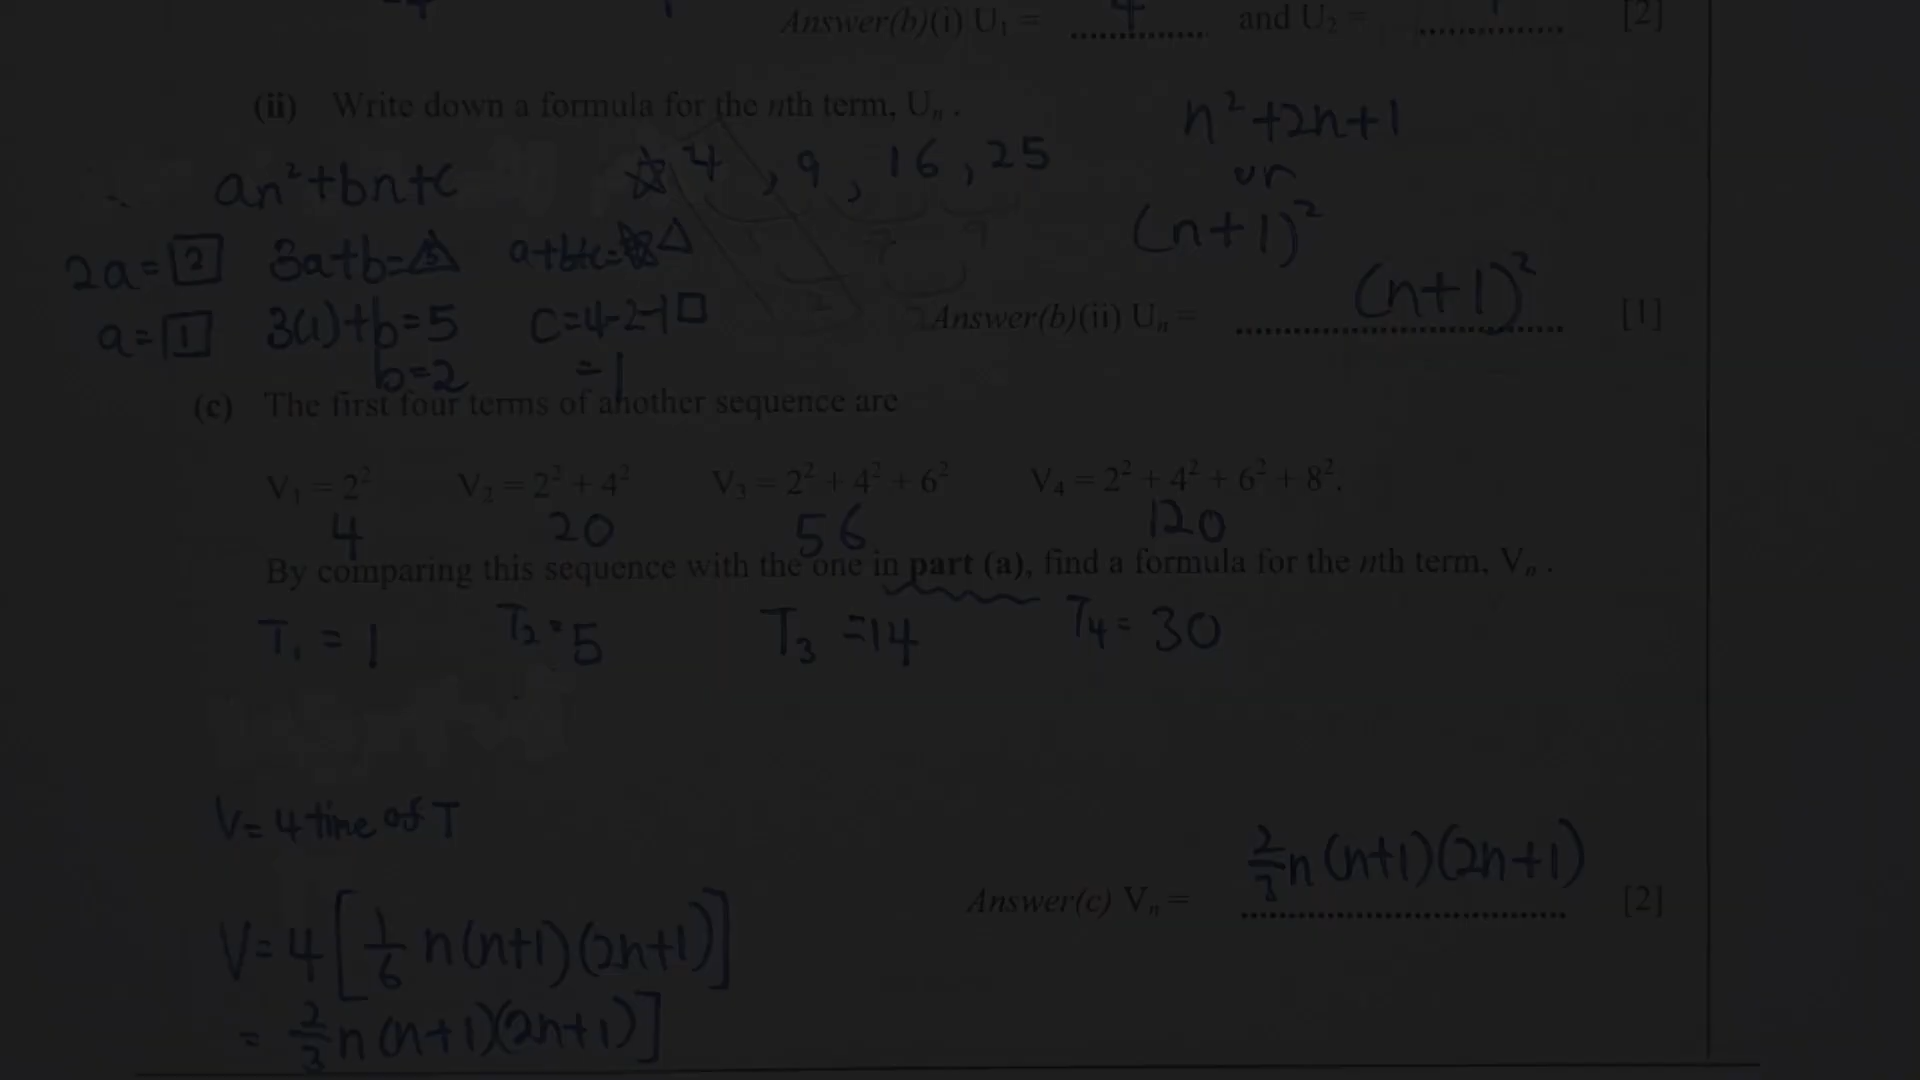 Answer(b)(i) U₁ = 4 and U₂ = [2]
(ii) Write down a formula for the nth term, Uₙ .
n²+2n+1
or
(n+1)²
an²+bn+c
4 , 9 , 16 , 25
2a = 2 3a+b= 5 a+b+c=
a = 1 3(1)+b=5 c=4-2-1
b=2 =1
Answer(b)(ii) Uₙ = (n+1)² [1]
(c) The first four terms of another sequence are
V₁ = 2² V₂ = 2² + 4² V₃ = 2² + 4² + 6² V₄ = 2² + 4² + 6² + 8².
4 20 56 120
By comparing this sequence with the one in part (a), find a formula for the nth term, Vₙ .
T₁ = 1 T₂ = 5 T₃ = 14 T₄ = 30
V= 4 time of T
Answer(c) Vₙ = 2/3 n(n+1)(2n+1) [2]
V= 4[1/6 n(n+1)(2n+1)]
= 2/3 n(n+1)(2n+1)]